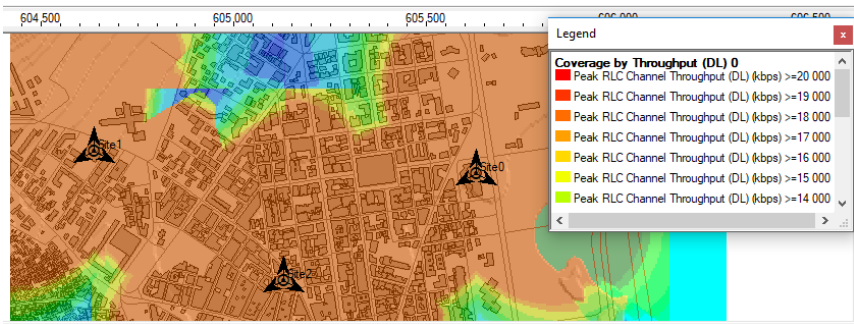 604,500 605,000 605,500 606,000 606,500
Legend
x
Coverage by Throughput (DL) 0
Peak RLC Channel Throughput (DL) (kbps) >=20 000
Peak RLC Channel Throughput (DL) (kbps) >=19 000
Peak RLC Channel Throughput (DL) (kbps) >=18 000
Peak RLC Channel Throughput (DL) (kbps) >=17 000
Peak RLC Channel Throughput (DL) (kbps) >=16 000
Peak RLC Channel Throughput (DL) (kbps) >=15 000
Peak RLC Channel Throughput (DL) (kbps) >=14 000
Site1
Site0
Site2